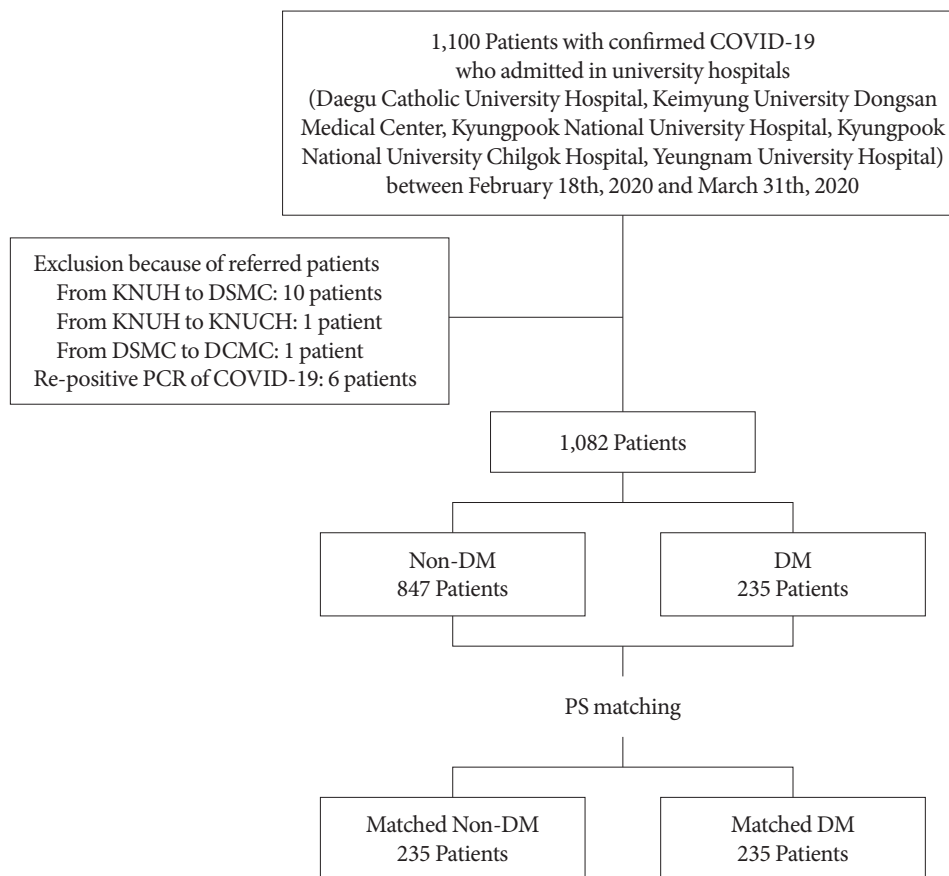 1,100 Patients with confirmed COVID-19
who admitted in university hospitals
(Daegu Catholic University Hospital, Keimyung University Dongsan
Medical Center, Kyungpook National University Hospital, Kyungpook
National University Chilgok Hospital, Yeungnam University Hospital)
between February 18th, 2020 and March 31th, 2020
Exclusion because of referred patients
From KNUH to DSMC: 10 patients
From KNUH to KNUCH: 1 patient
From DSMC to DCMC: 1 patient
Re-positive PCR of COVID-19: 6 patients
1,082 Patients
Non-DM
847 Patients
DM
235 Patients
PS matching
Matched Non-DM
235 Patients
Matched DM
235 Patients